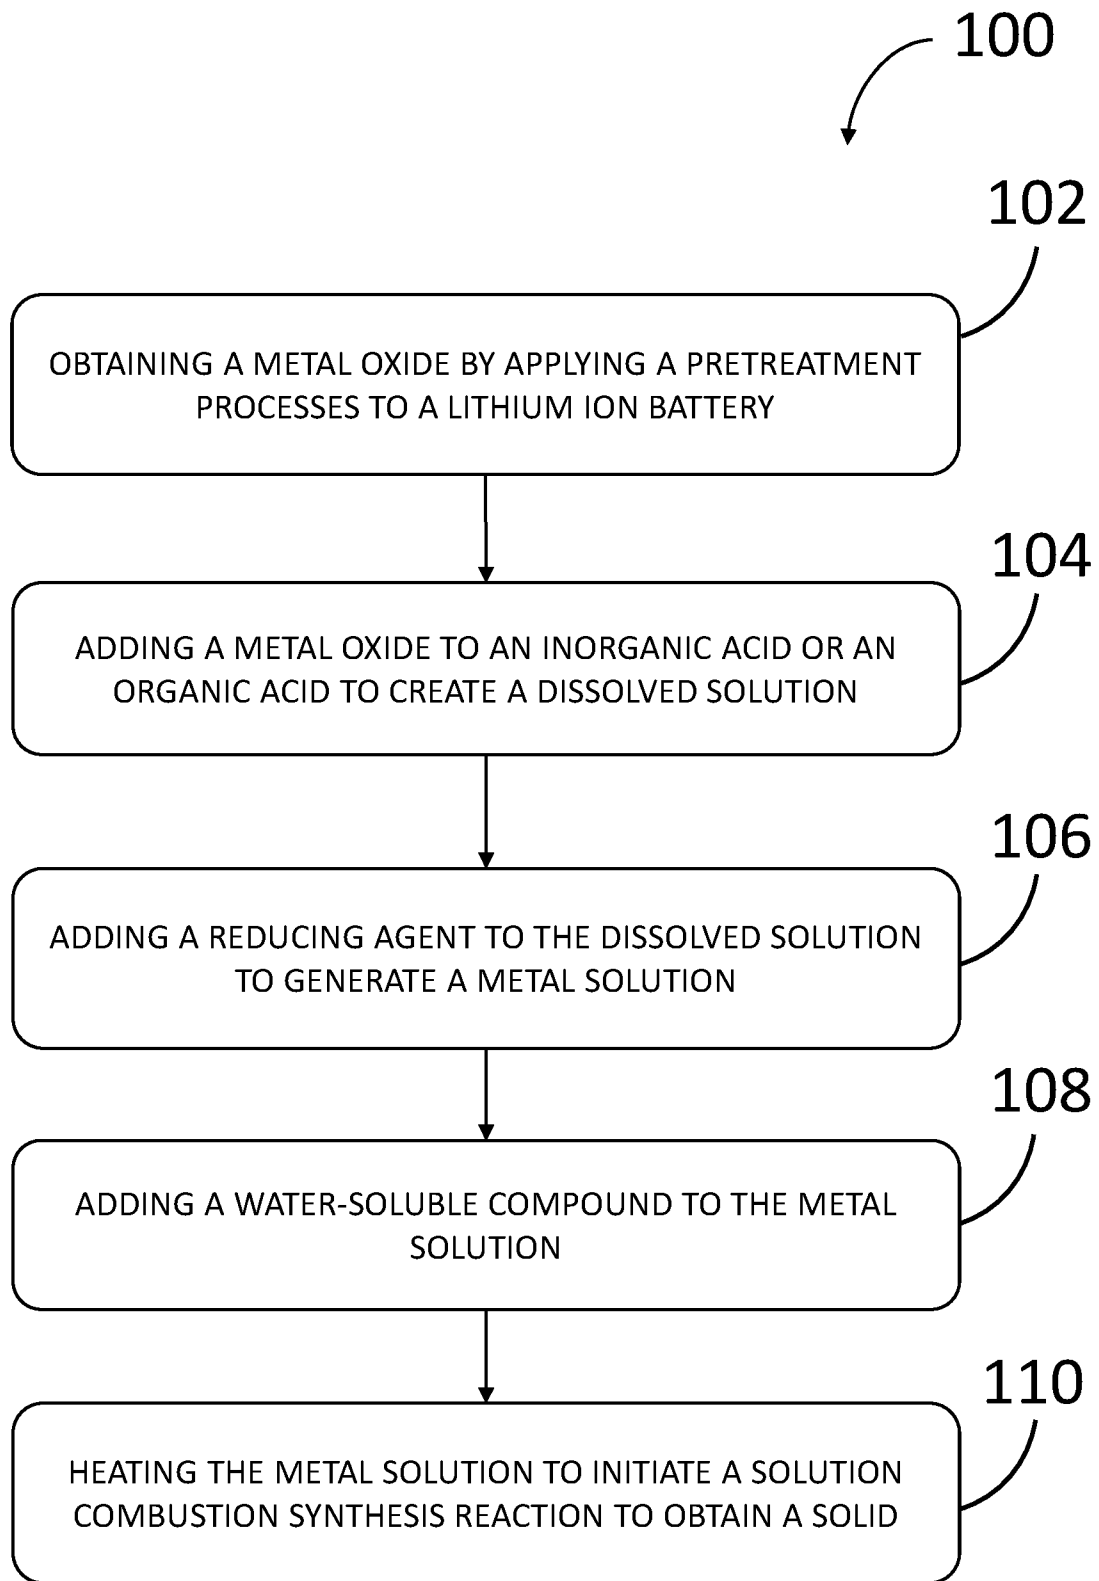 100
102
OBTAINING A METAL OXIDE BY APPLYING A PRETREATMENT
PROCESSES TO A LITHIUM ION BATTERY
104
ADDING A METAL OXIDE TO AN INORGANIC ACID OR AN
ORGANIC ACID TO CREATE A DISSOLVED SOLUTION
106
ADDING A REDUCING AGENT TO THE DISSOLVED SOLUTION
TO GENERATE A METAL SOLUTION
108
ADDING A WATER-SOLUBLE COMPOUND TO THE METAL
SOLUTION
110
HEATING THE METAL SOLUTION TO INITIATE A SOLUTION
COMBUSTION SYNTHESIS REACTION TO OBTAIN A SOLID